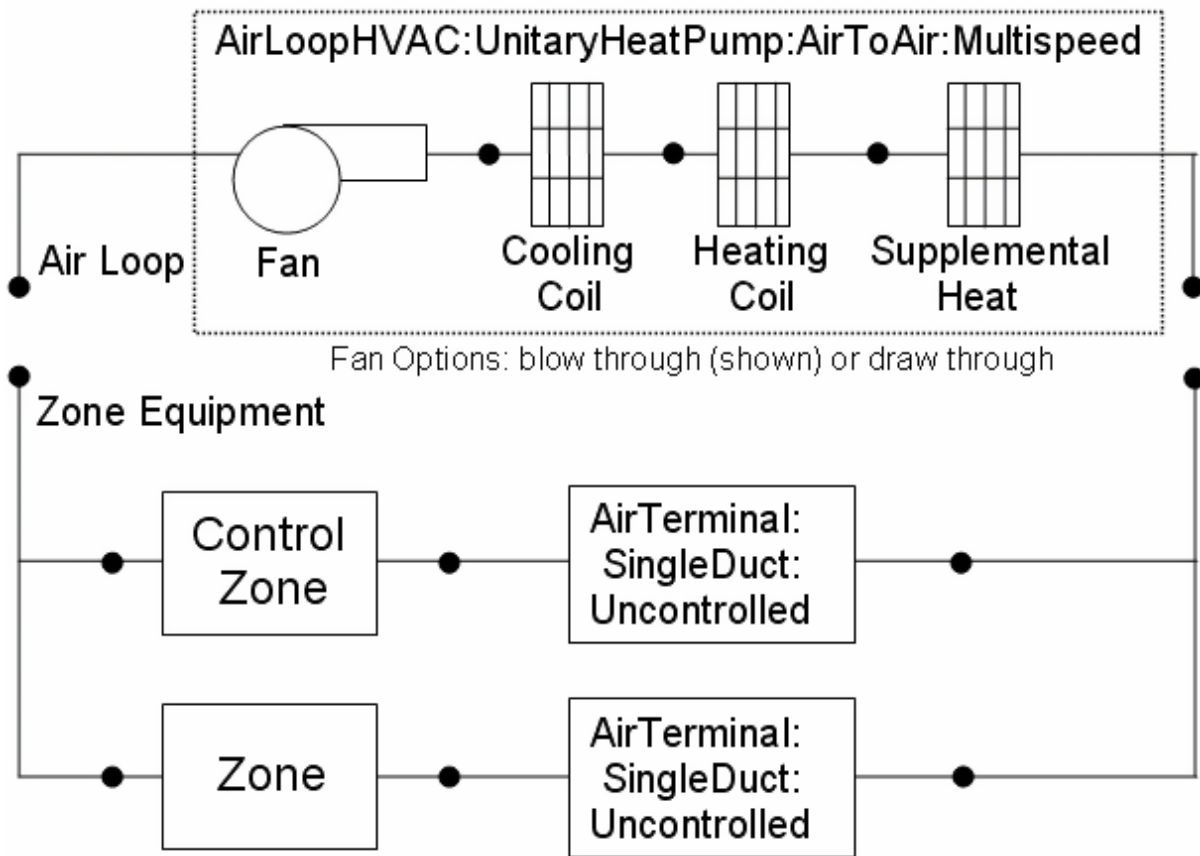 AirLoopHVAC:UnitaryHeatPump:AirToAir:Multispeed
Air Loop
Fan
Cooling
Coil
Heating
Coil
Supplemental
Heat
Fan Options: blow through (shown) or draw through
Zone Equipment
Control
Zone
AirTerminal:
SingleDuct:
Uncontrolled
Zone
AirTerminal:
SingleDuct:
Uncontrolled